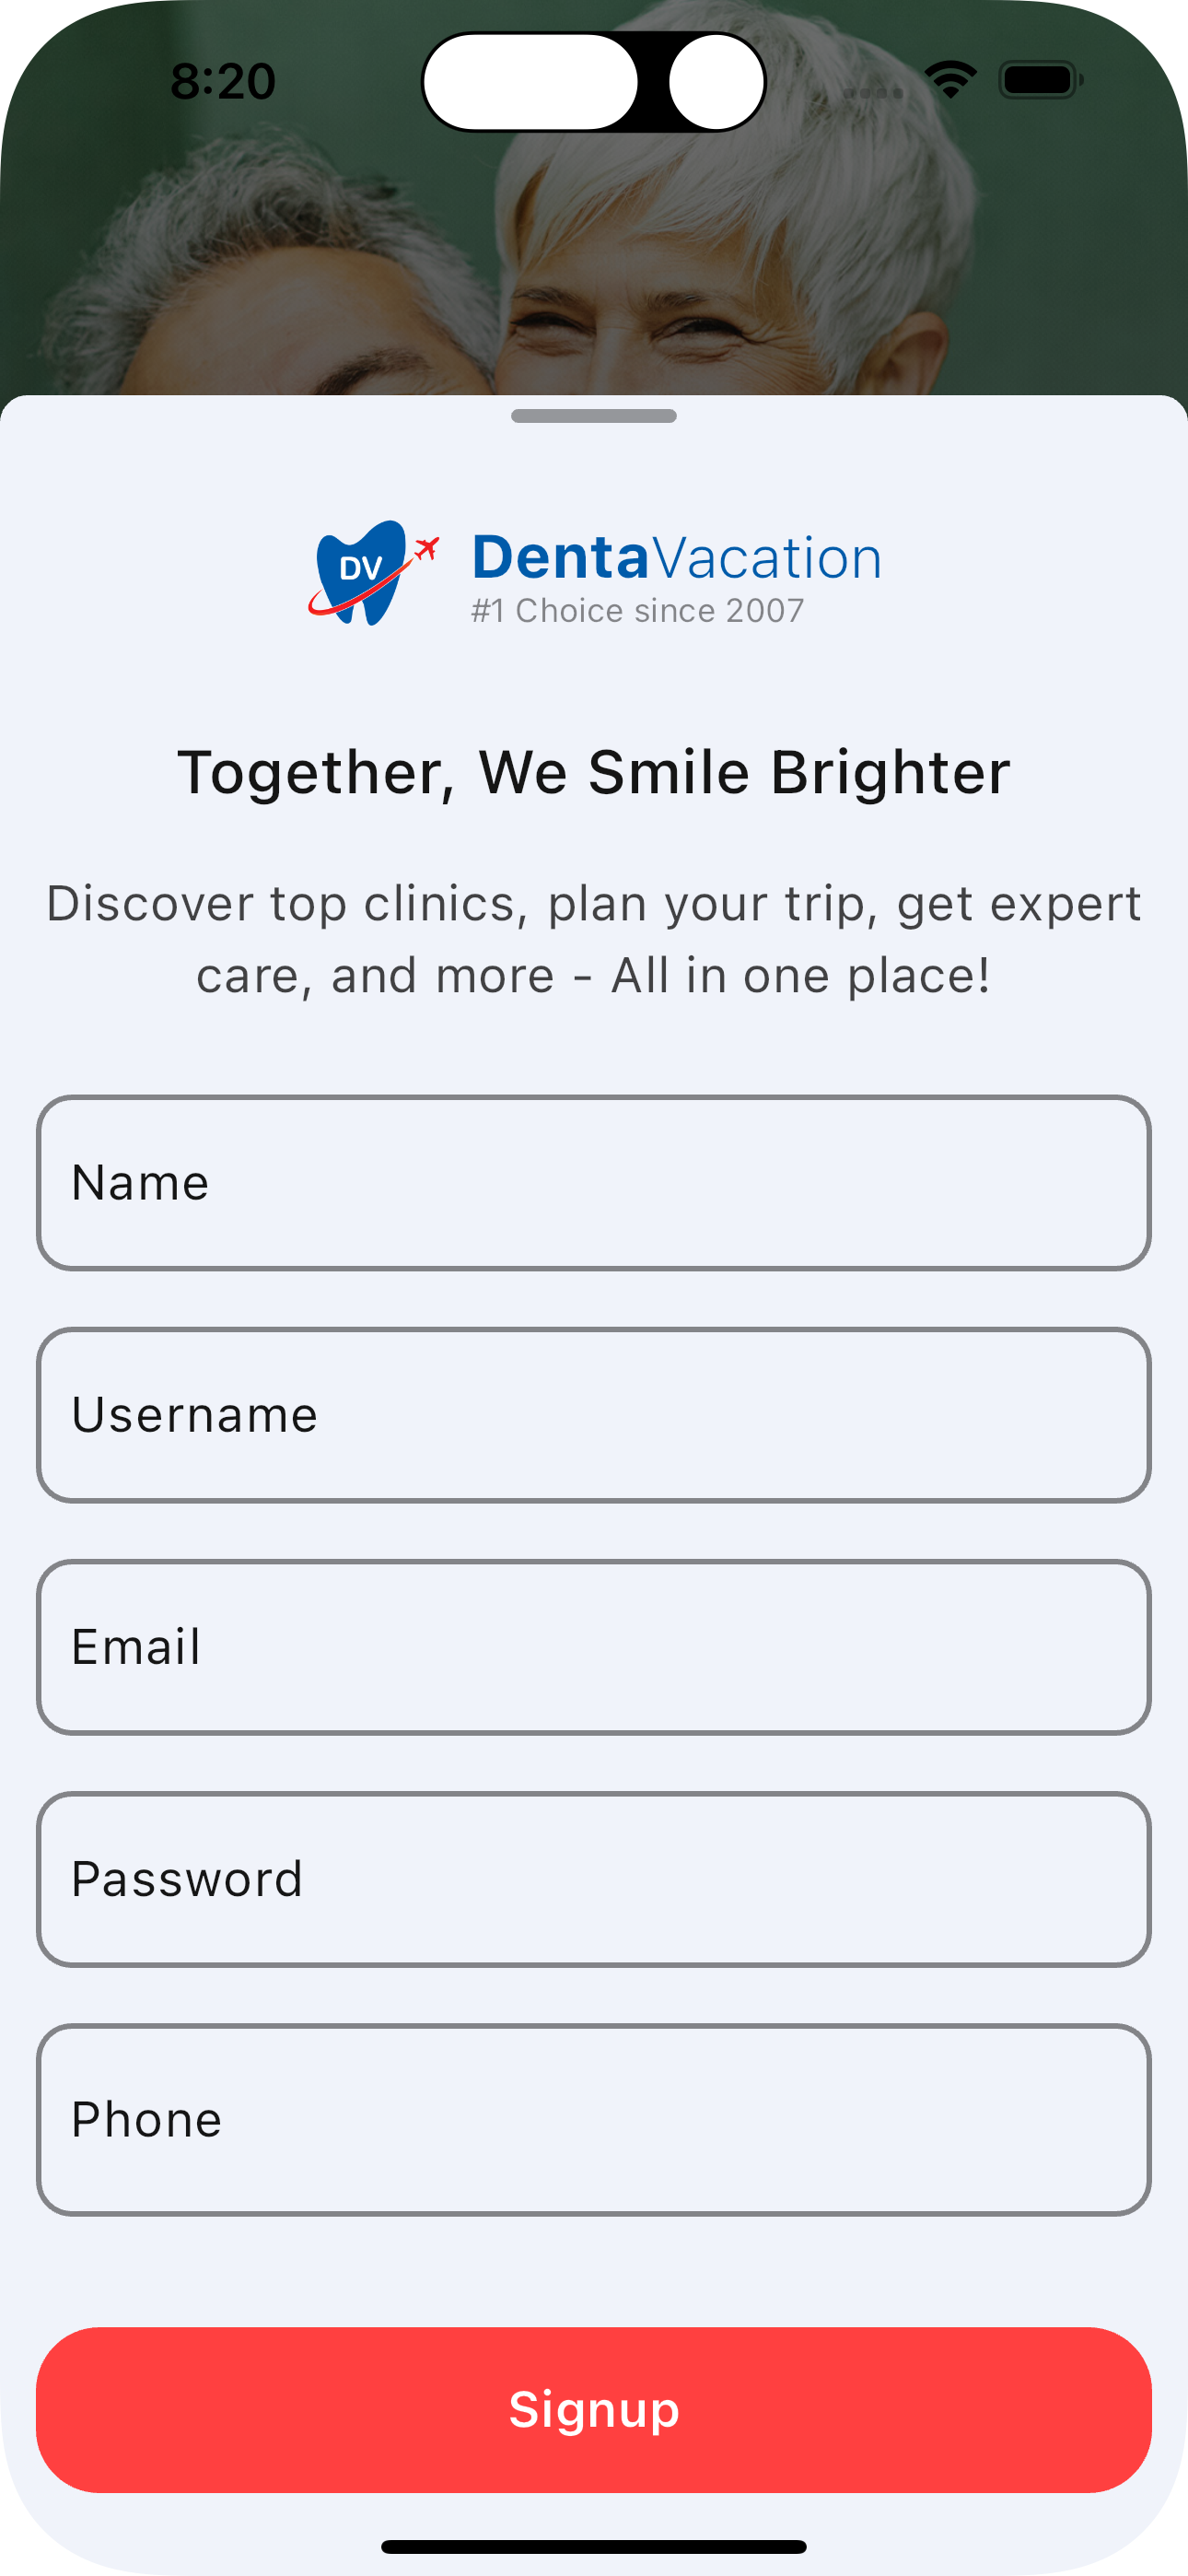 8:20
DV
DentaVacation
#1 Choice since 2007
Together, We Smile Brighter
Discover top clinics, plan your trip, get expert
care, and more - All in one place!
Name
Username
Email
Password
Phone
Signup